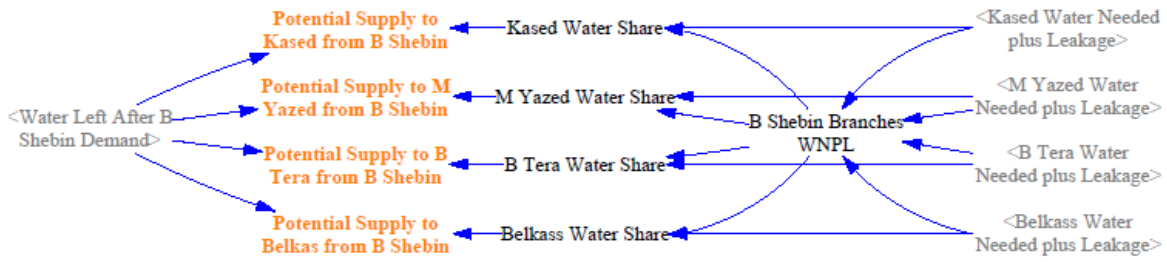 Potential Supply to
Kased from B Shebin
Kased Water Share
<Kased Water Needed
plus Leakage>
Potential Supply to M
Yazed from B Shebin
M Yazed Water Share
<M Yazed Water
Needed plus Leakage>
<Water Left After B
Shebin Demand>
B Shebin Branches
WNPL
Potential Supply to B
Tera from B Shebin
B Tera Water Share
<B Tera Water
Needed plus Leakage>
Potential Supply to
Belkas from B Shebin
Belkass Water Share
<Belkass Water
Needed plus Leakage>